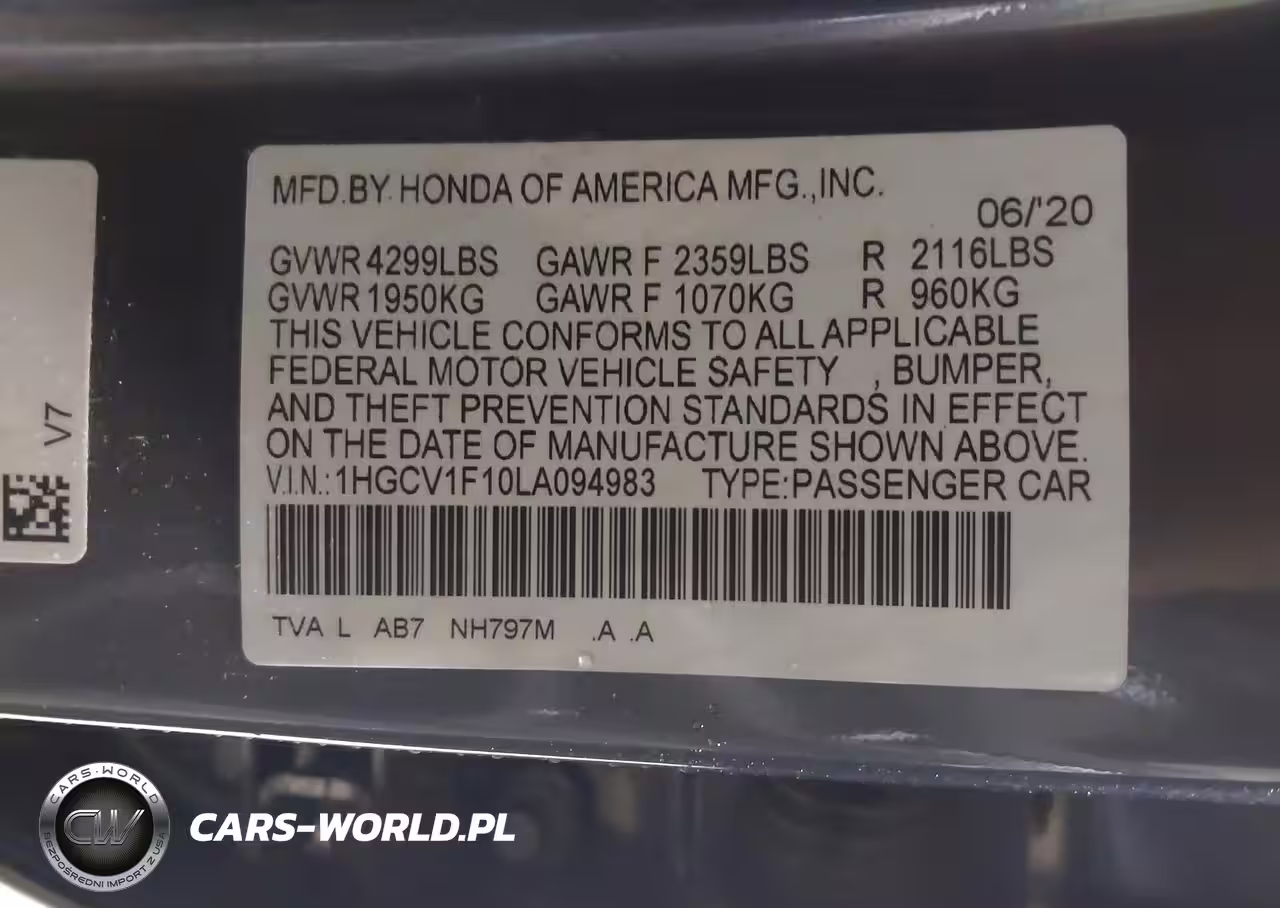 MFD.BY: HONDA OF AMERICA MFG.,INC.
06/'20
GVWR 4299LBS GAWR F 2359LBS R 2116LBS
GVWR 1950KG GAWR F 1070KG R 960KG
THIS VEHICLE CONFORMS TO ALL APPLICABLE
FEDERAL MOTOR VEHICLE SAFETY , BUMPER,
AND THEFT PREVENTION STANDARDS IN EFFECT
ON THE DATE OF MANUFACTURE SHOWN ABOVE.
V.I.N.: 1HGCV1F10LA094983 TYPE:PASSENGER CAR
TVA L AB7 NH797M .A .A
V7
CARS-WORLD
CW
BEZPOŚREDNI IMPORT Z USA
CARS-WORLD.PL